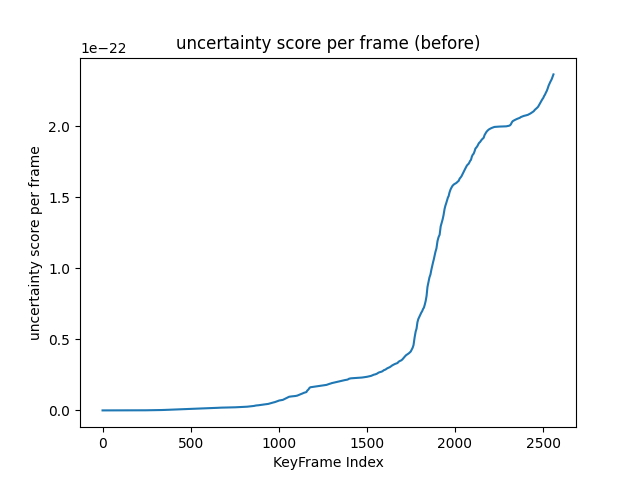 uncertainty score per frame (before)
1e−22
uncertainty score per frame
2.0
1.5
1.0
0.5
0.0
0
500
1000
1500
2000
2500
KeyFrame Index